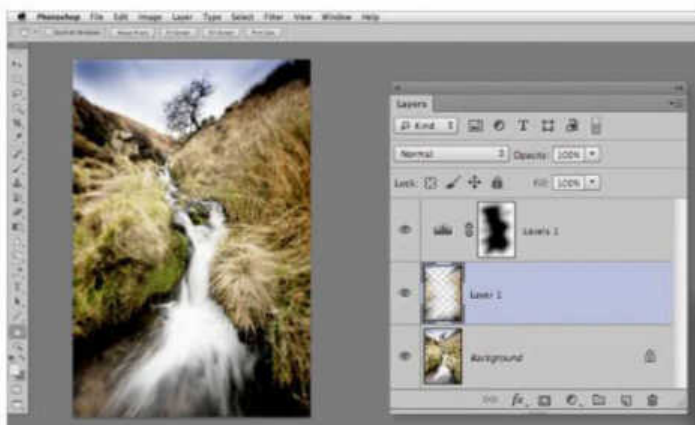 Photoshop File Edit Image Layer Type Select Filter View Window Help
Layers
Kind T
Normal Opacity: 100%
Lock: Fill: 100%
Levels 1
Layer 1
Background
fx